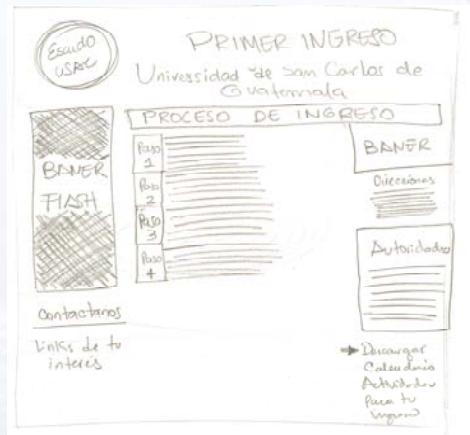 Escudo
USAC
PRIMER INGRESO
Universidad de San Carlos de
Guatemala
PROCESO DE INGRESO
BANER
FLASH
Paso
1
Paso
2
Paso
3
Paso
4
BANER
Direcciones
Autoridades
Contactanos
Links de tu
interés
Descargar
Calendario
Actividades
Para tu
ingreso